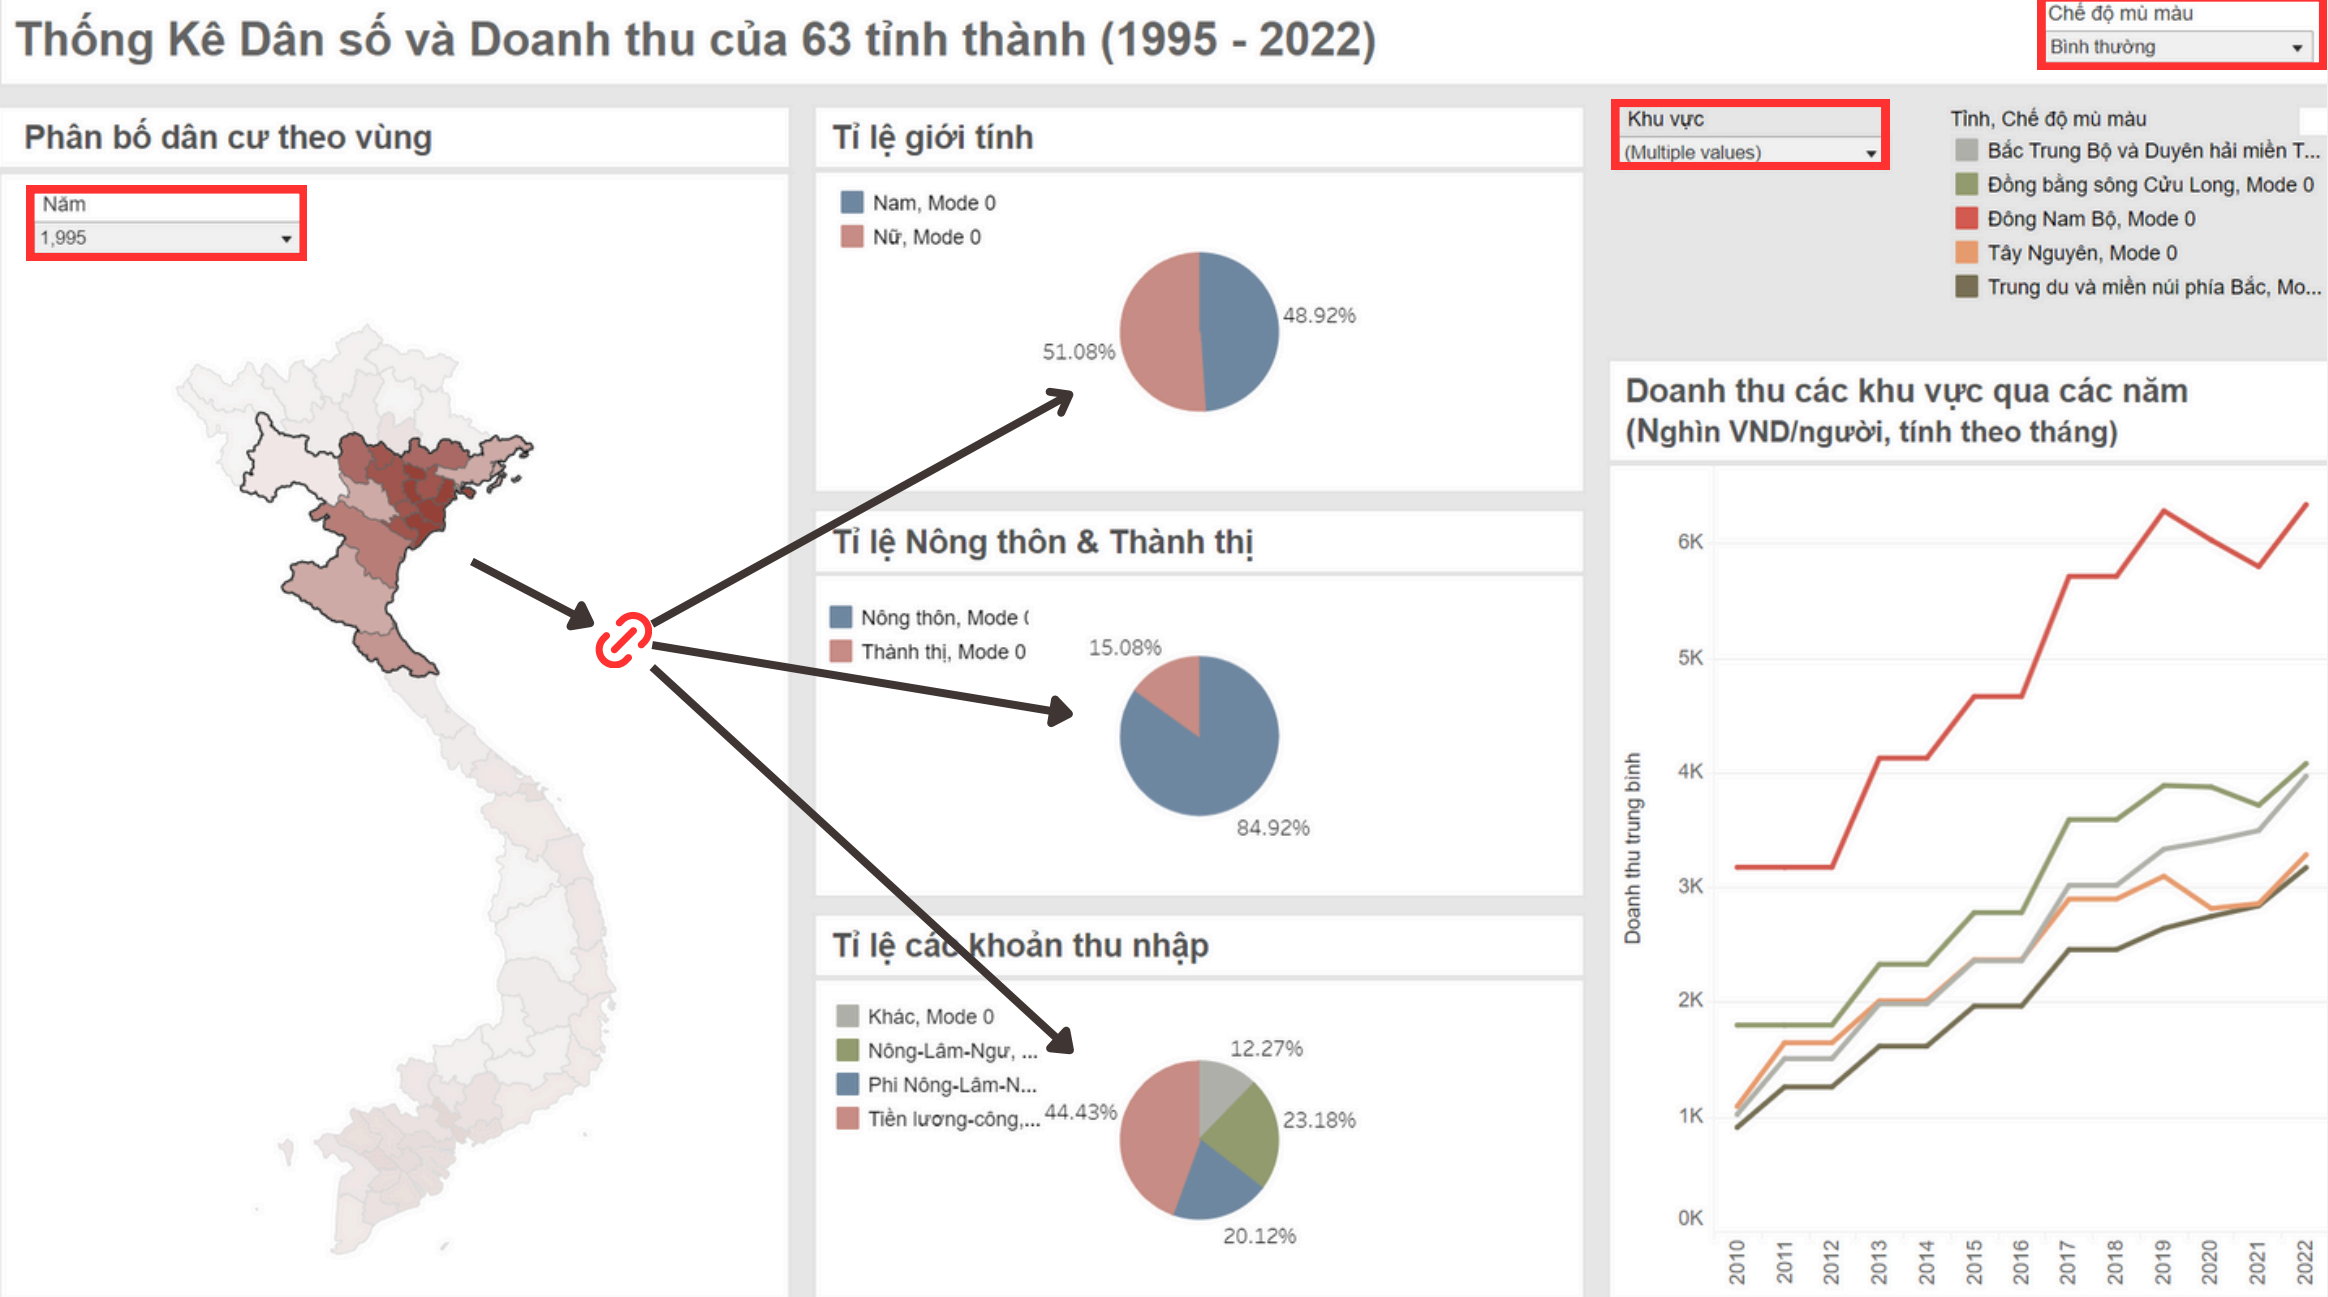 Thống Kê Dân số và Doanh thu của 63 tỉnh thành (1995 - 2022)
Chế độ mù màu
Bình thường
Phân bố dân cư theo vùng
Năm
1,995
Tỉ lệ giới tính
Nam, Mode 0
Nữ, Mode 0
48.92%
51.08%
Tỉ lệ Nông thôn & Thành thị
Nông thôn, Mode (
Thành thị, Mode 0
15.08%
84.92%
Tỉ lệ các khoản thu nhập
Khác, Mode 0
Nông-Lâm-Ngư, ...
Phi Nông-Lâm-N...
Tiền lương-công,...
12.27%
44.43%
23.18%
20.12%
Khu vực
(Multiple values)
Tỉnh, Chế độ mù màu
Bắc Trung Bộ và Duyên hải miền T...
Đồng bằng sông Cửu Long, Mode 0
Đông Nam Bộ, Mode 0
Tây Nguyên, Mode 0
Trung du và miền núi phía Bắc, Mo...
Doanh thu các khu vực qua các năm
(Nghìn VND/người, tính theo tháng)
Doanh thu trung bình
6K
5K
4K
3K
2K
1K
0K
2010
2011
2012
2013
2014
2015
2016
2017
2018
2019
2020
2021
2022